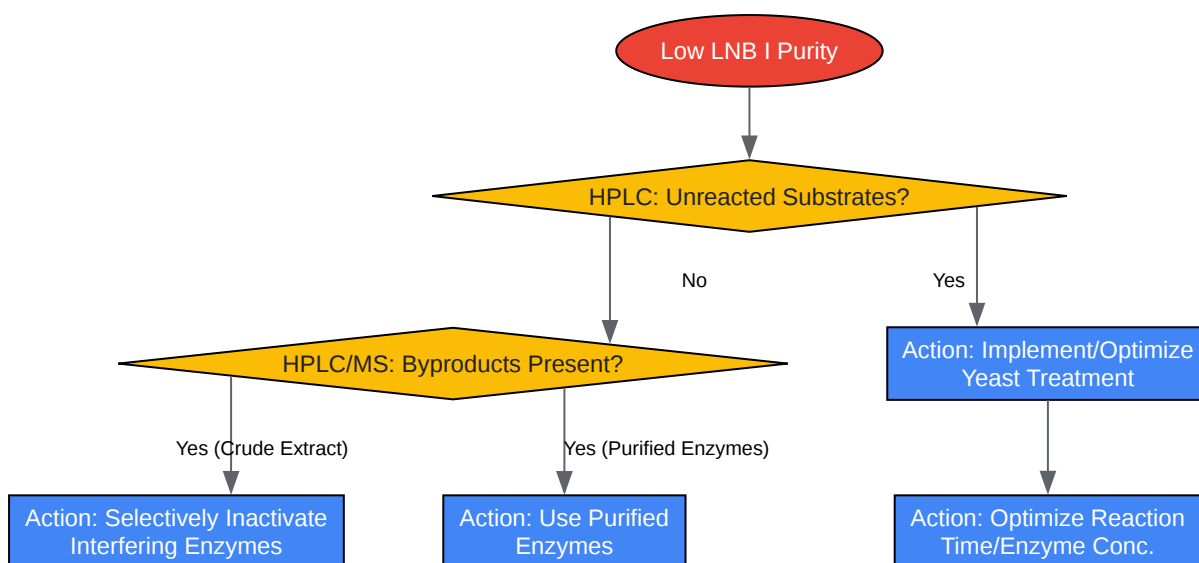 Low LNB I Purity
HPLC: Unreacted Substrates?
No
Yes
HPLC/MS: Byproducts Present?
Action: Implement/Optimize
Yeast Treatment
Yes (Crude Extract)
Yes (Purified Enzymes)
Action: Selectively Inactivate
Interfering Enzymes
Action: Use Purified
Enzymes
Action: Optimize Reaction
Time/Enzyme Conc.